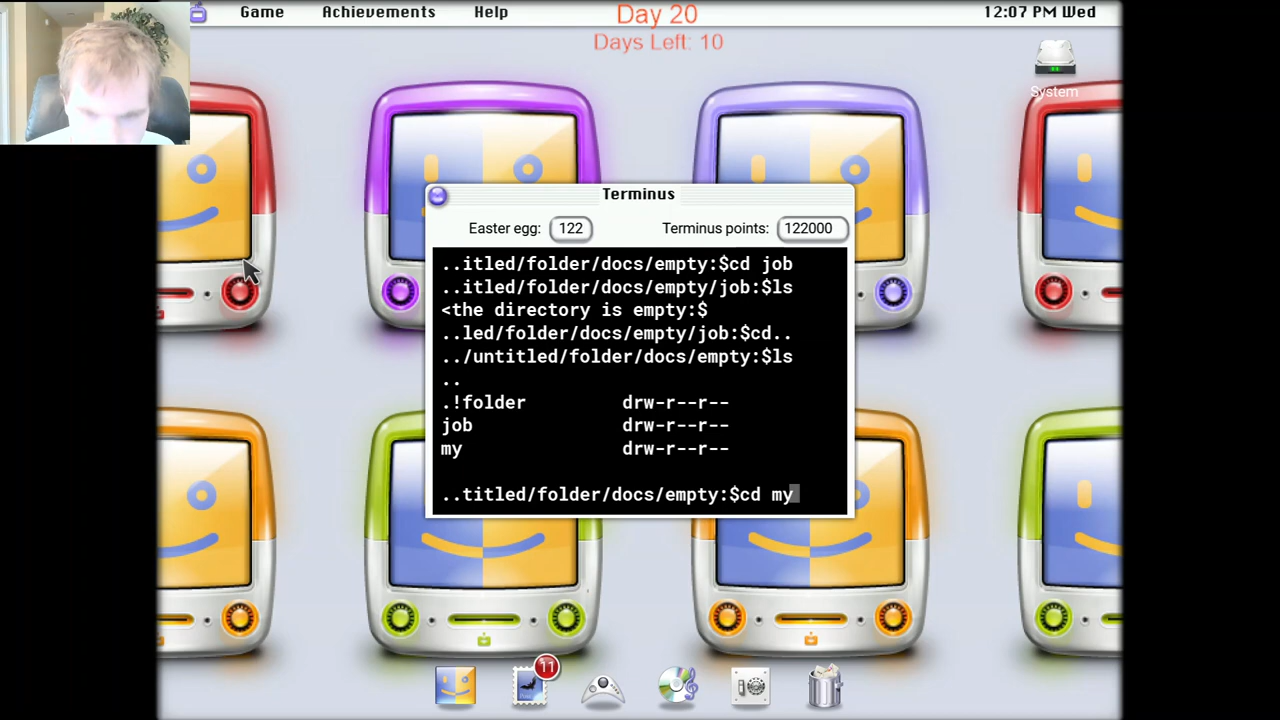 Game Achievements Help
Day 20
12:07 PM Wed
Days Left: 10
System
Terminus
Easter egg: 122 Terminus points: 122000
..itled/folder/docs/empty:$cd job
..itled/folder/docs/empty/job:$ls
<the directory is empty:$
..led/folder/docs/empty/job:$cd..
../untitled/folder/docs/empty:$ls
..
.!folder drw-r--r--
job drw-r--r--
my drw-r--r--
..titled/folder/docs/empty:$cd my
11